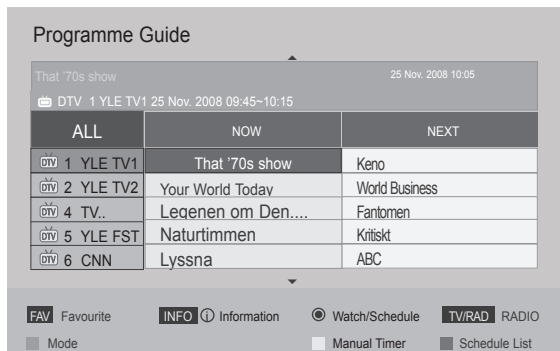 Programme Guide
That '70s show 25 Nov. 2008 10:05
DTV 1 YLE TV1 25 Nov. 2008 09:45~10:15
ALL NOW NEXT
DTV 1 YLE TV1 That '70s show Keno
DTV 2 YLE TV2 Your World Today World Business
DTV 4 TV.. Legenen om Den.... Fantomen
DTV 5 YLE FST Naturtimmen Kritiskt
DTV 6 CNN Lyssna ABC
FAV Favourite INFO i Information Watch/Schedule TV/RAD RADIO
Mode Manual Timer Schedule List